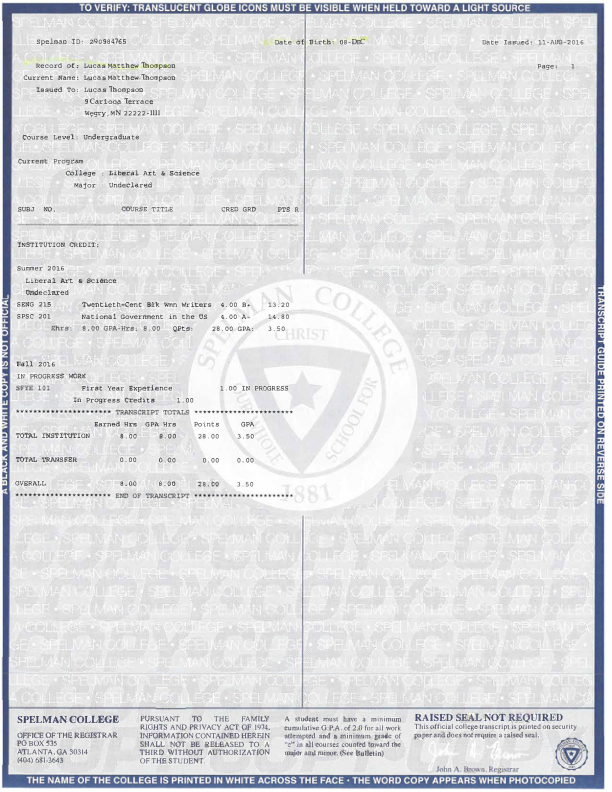 TO VERIFY: TRANSLUCENT GLOBE ICONS MUST BE VISIBLE WHEN HELD TOWARD A LIGHT SOURCE
Spelman ID: 290984765
Date of Birth: 08-DEC
Date Issued: 11-AUG-2016
Record of: Lucas Matthew Thompson
Page: 1
Current Name: Lucas Matthew Thompson
Issued To: Lucas Thompson
9 Carioca Terrace
Wegry, MN 22222-1111
Course Level: Undergraduate
Current Program
College : Liberal Art & Science
Major Undeclared
SUBJ NO. COURSE TITLE CRED GRD PTS R
INSTITUTION CREDIT:
Summer 2016
Liberal Art & Science
Undeclared
SENG 215 Twentieth-Cent Blk Wmn Writers 4.00 B+ 13.20
SPSC 201 National Government in the US 4.00 A- 14.80
Ehrs: 8.00 GPA-Hrs: 8.00 QPts: 28.00 GPA: 3.50
Fall 2016
IN PROGRESS WORK
SFYE 101 First Year Experience 1.00 IN PROGRESS
In Progress Credits 1.00
********************** TRANSCRIPT TOTALS ***********************
Earned Hrs GPA Hrs Points GPA
TOTAL INSTITUTION 8.00 8.00 28.00 3.50
TOTAL TRANSFER 0.00 0.00 0.00 0.00
OVERALL 8.00 8.00 28.00 3.50
********************** END OF TRANSCRIPT ***********************
SPELMAN COLLEGE
CHRIST
OUR WHOLE SCHOOL FOR
1881
COPY
A BLACK AND WHITE COPY IS NOT OFFICIAL
TRANSCRIPT GUIDE PRINTED ON REVERSE SIDE
SPELMAN COLLEGE
OFFICE OF THE REGISTRAR
PO BOX 535
ATLANTA, GA 30314
(404) 681-3643
PURSUANT TO THE FAMILY
RIGHTS AND PRIVACY ACT OF 1974,
INFORMATION CONTAINED HEREIN
SHALL NOT BE RELEASED TO A
THIRD WITHOUT AUTHORIZATION
OF THE STUDENT.
A student must have a minimum
cumulative G.P.A. of 2.0 for all work
attempted and a minimum grade of
"c" in all courses counted toward the
major and minor. (See Bulletin)
RAISED SEAL NOT REQUIRED
This official college transcript is printed on security
paper and does not require a raised seal.
John A. Brown, Registrar
THE NAME OF THE COLLEGE IS PRINTED IN WHITE ACROSS THE FACE • THE WORD COPY APPEARS WHEN PHOTOCOPIED